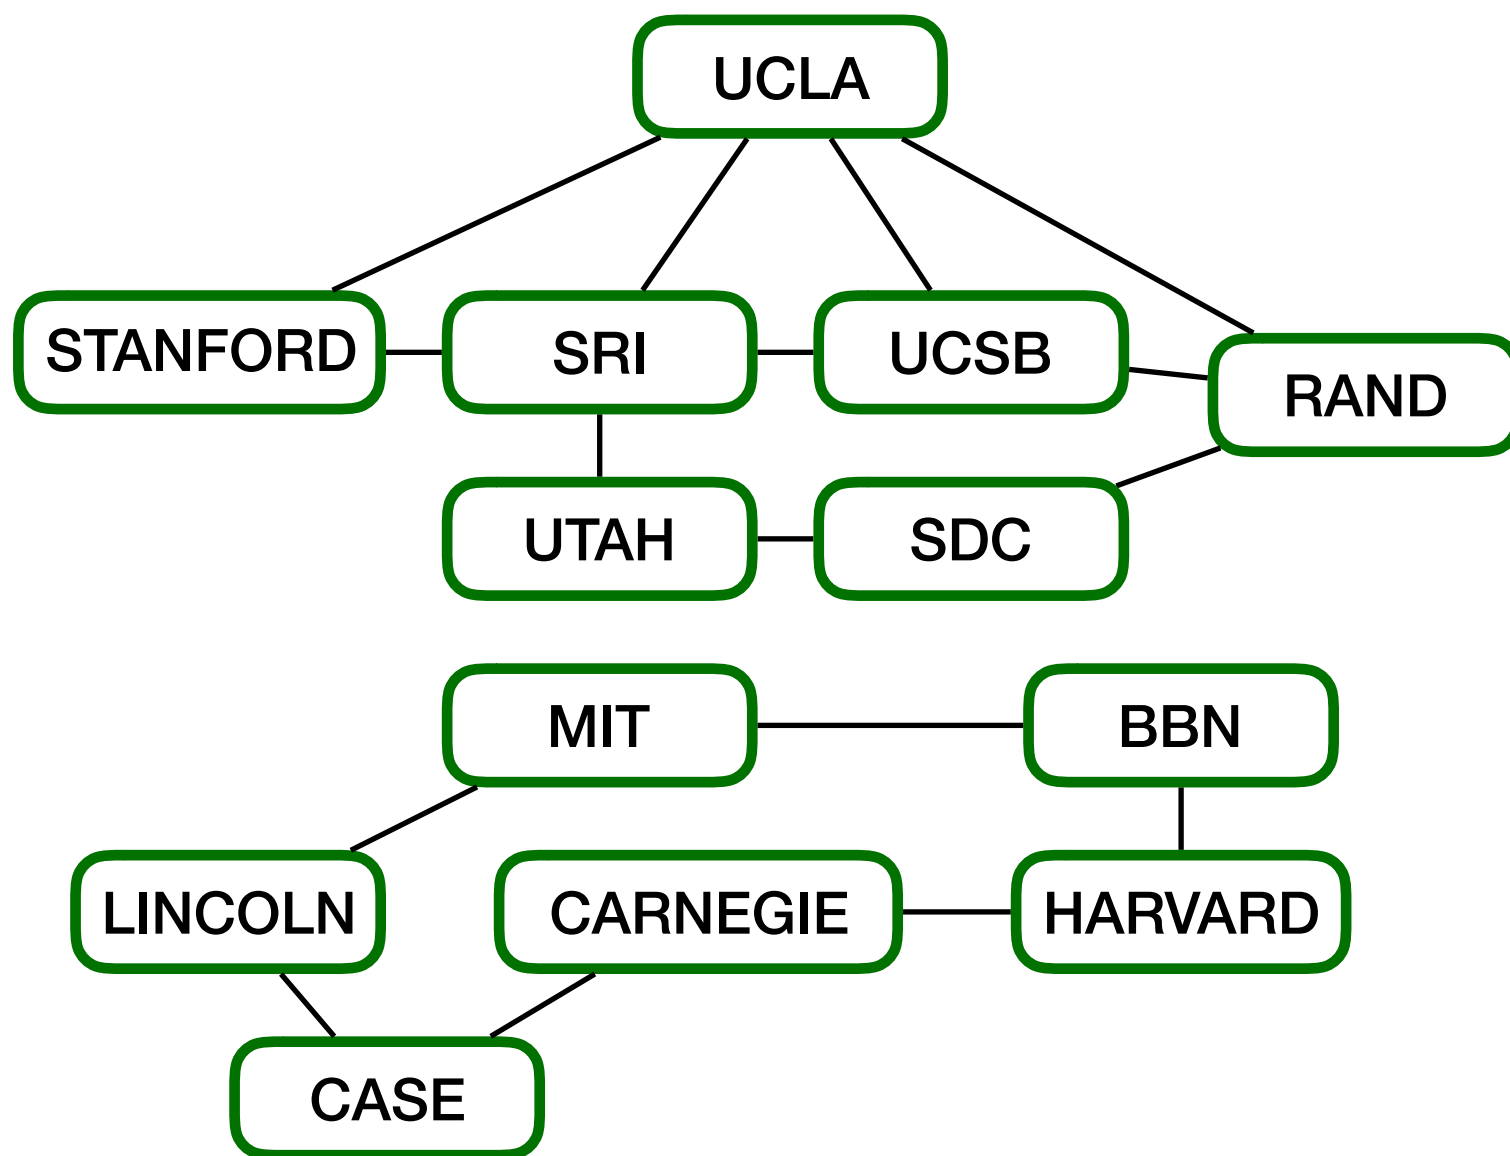 UCLA
STANFORD
SRI
UCSB
RAND
UTAH
SDC
MIT
BBN
LINCOLN
CARNEGIE
HARVARD
CASE